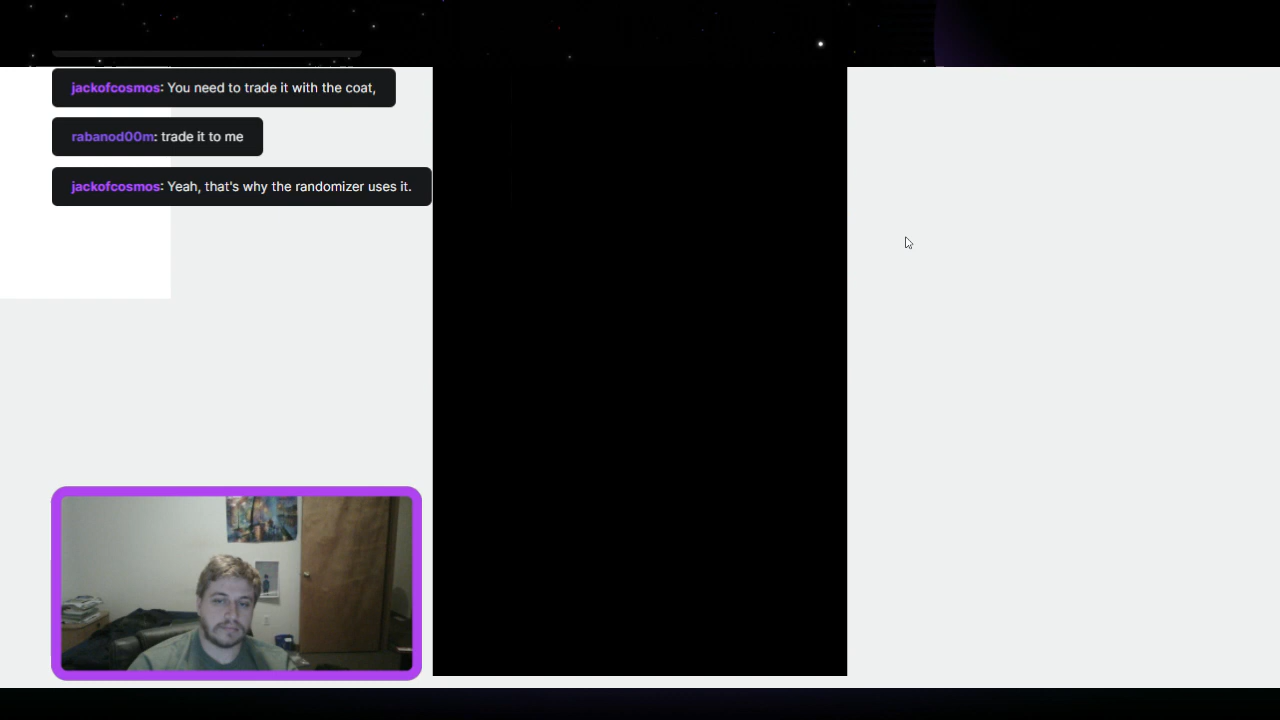 jackofcosmos: You need to trade it with the coat,
rabanod00m: trade it to me
jackofcosmos: Yeah, that's why the randomizer uses it.